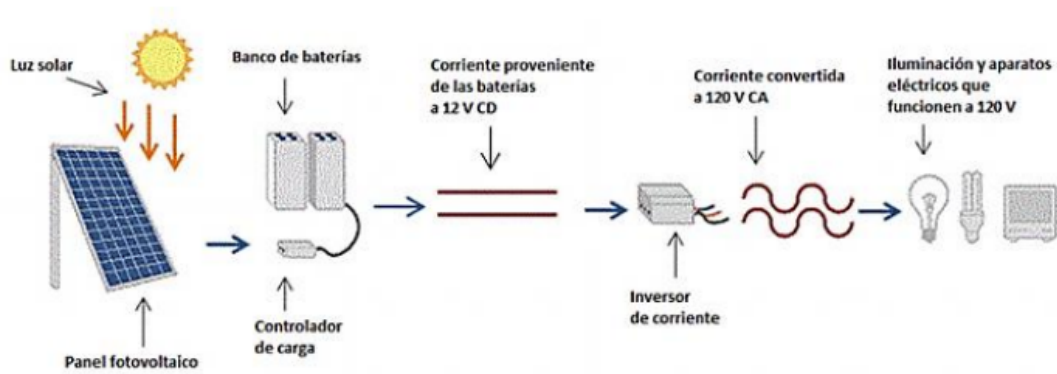 Luz solar
Banco de baterías
Corriente proveniente
de las baterías
a 12 V CD
Corriente convertida
a 120 V CA
Iluminación y aparatos
eléctricos que
funcionen a 120 V
Panel fotovoltaico
Controlador
de carga
Inversor
de corriente